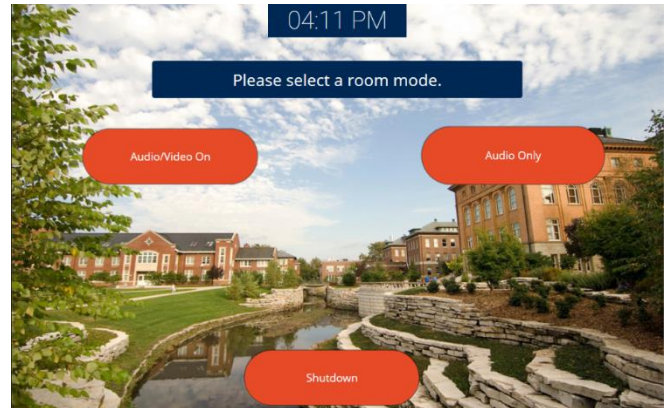 04:11 PM
Please select a room mode.
Audio/Video On
Audio Only
Shutdown